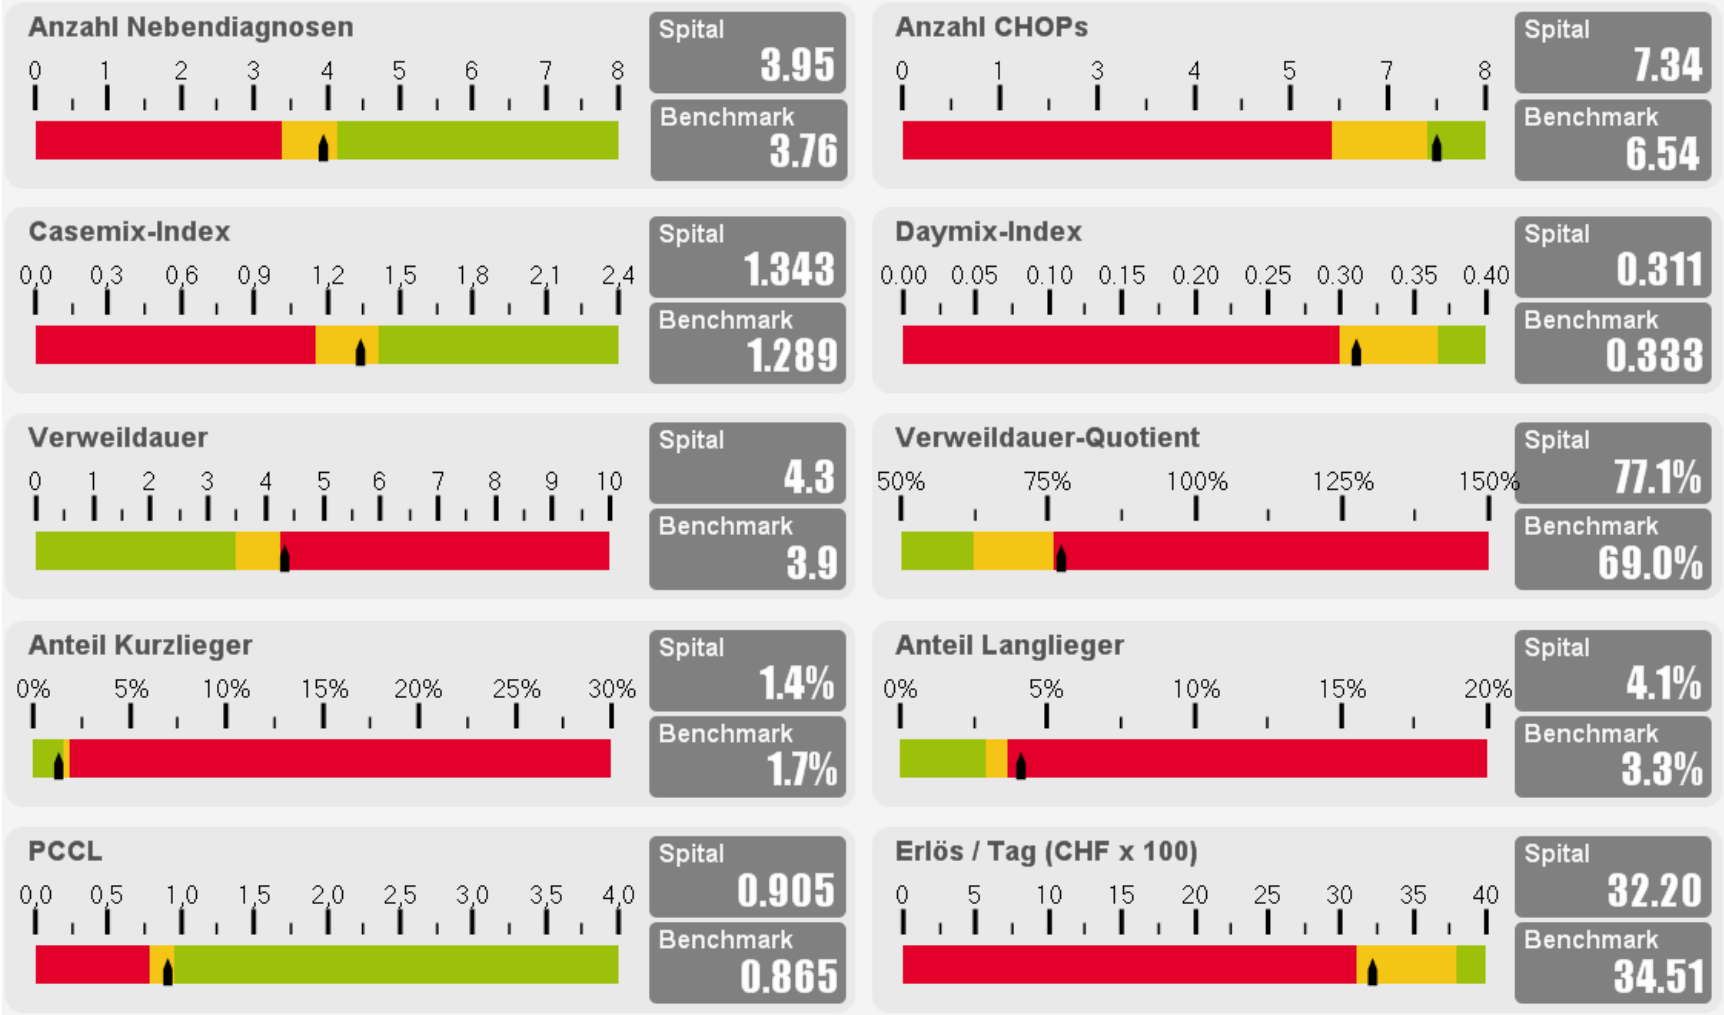 Anzahl Nebendiagnosen
0 1 2 3 4 5 6 7 8
Spital
3.95
Benchmark
3.76
Anzahl CHOPs
0 1 3 4 5 7 8
Spital
7.34
Benchmark
6.54
Casemix-Index
0,0 0,3 0,6 0,9 1,2 1,5 1,8 2,1 2,4
Spital
1.343
Benchmark
1.289
Daymix-Index
0.00 0.05 0.10 0.15 0.20 0.25 0.30 0.35 0.40
Spital
0.311
Benchmark
0.333
Verweildauer
0 1 2 3 4 5 6 7 8 9 10
Spital
4.3
Benchmark
3.9
Verweildauer-Quotient
50% 75% 100% 125% 150%
Spital
77.1%
Benchmark
69.0%
Anteil Kurzlieger
0% 5% 10% 15% 20% 25% 30%
Spital
1.4%
Benchmark
1.7%
Anteil Langlieger
0% 5% 10% 15% 20%
Spital
4.1%
Benchmark
3.3%
PCCL
0,0 0,5 1,0 1,5 2,0 2,5 3,0 3,5 4,0
Spital
0.905
Benchmark
0.865
Erlös / Tag (CHF x 100)
0 5 10 15 20 25 30 35 40
Spital
32.20
Benchmark
34.51